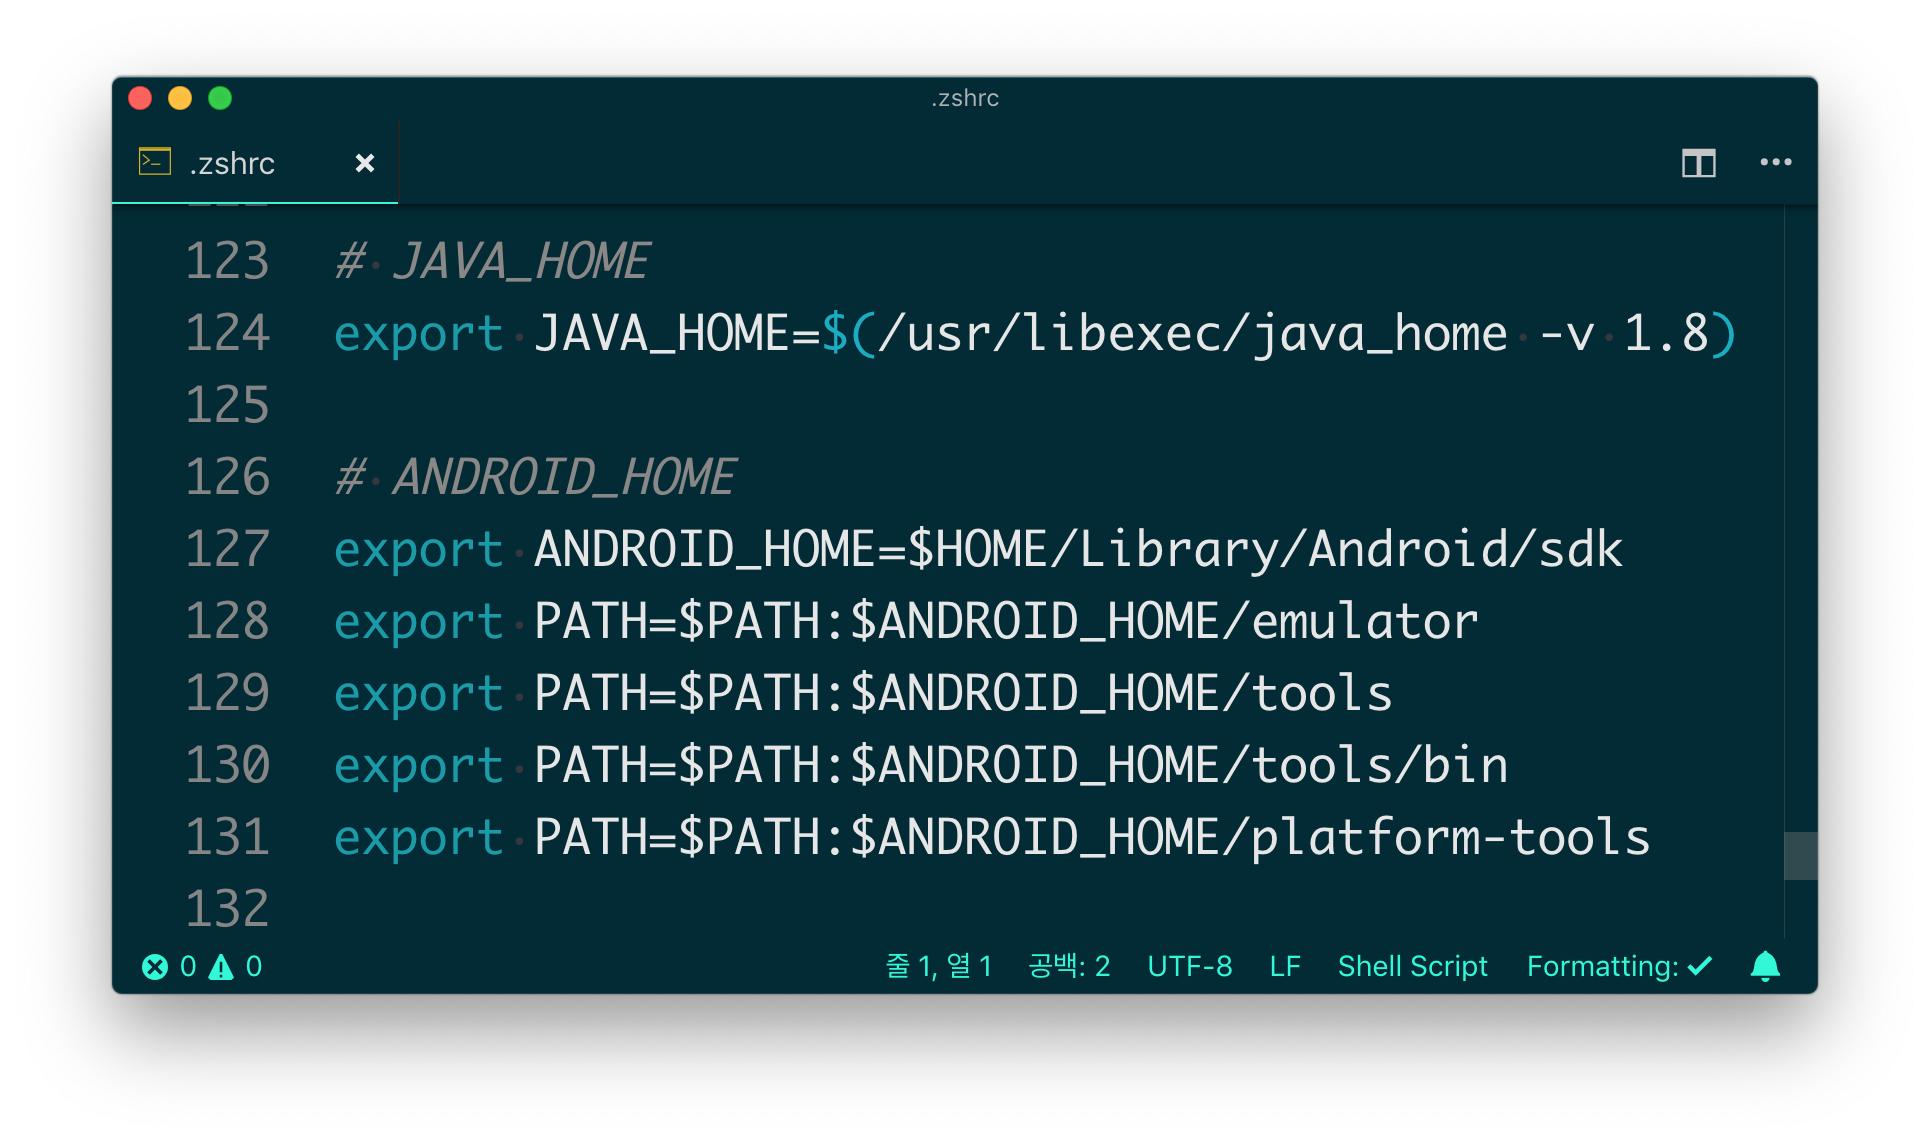 .zshrc
.zshrc
123 # JAVA_HOME
124 export JAVA_HOME=$(/usr/libexec/java_home -v 1.8)
125
126 # ANDROID_HOME
127 export ANDROID_HOME=$HOME/Library/Android/sdk
128 export PATH=$PATH:$ANDROID_HOME/emulator
129 export PATH=$PATH:$ANDROID_HOME/tools
130 export PATH=$PATH:$ANDROID_HOME/tools/bin
131 export PATH=$PATH:$ANDROID_HOME/platform-tools
132
0 0 줄 1, 열 1 공백: 2 UTF-8 LF Shell Script Formatting: